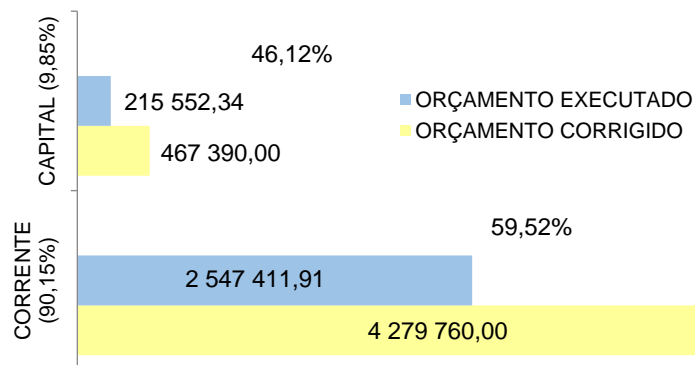 CAPITAL (9,85%)
46,12%
215 552,34
467 390,00
ORÇAMENTO EXECUTADO
ORÇAMENTO CORRIGIDO
CORRENTE
(90,15%)
59,52%
2 547 411,91
4 279 760,00